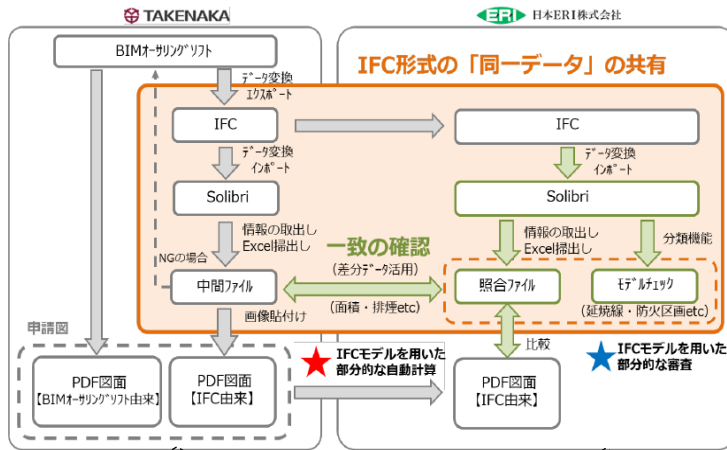 TAKENAKA
ERI 日本ERI株式会社
BIMオーサリングソフト
IFC形式の「同一データ」の共有
データ変換
エクスポート
IFC
IFC
データ変換
インポート
データ変換
インポート
Solibri
Solibri
情報の取出し
Excel掃出し
一致の確認
情報の取出し
Excel掃出し
分類機能
NGの場合
(差分データ活用)
中間ファイル
照合ファイル
モデルチェック
(面積・排煙etc)
(延焼線・防火区画etc)
申請図
画像貼付け
比較
IFCモデルを用いた
部分的な自動計算
IFCモデルを用いた
部分的な審査
PDF図面
【BIMオーサリングソフト由来】
PDF図面
【IFC由来】
PDF図面
【IFC由来】